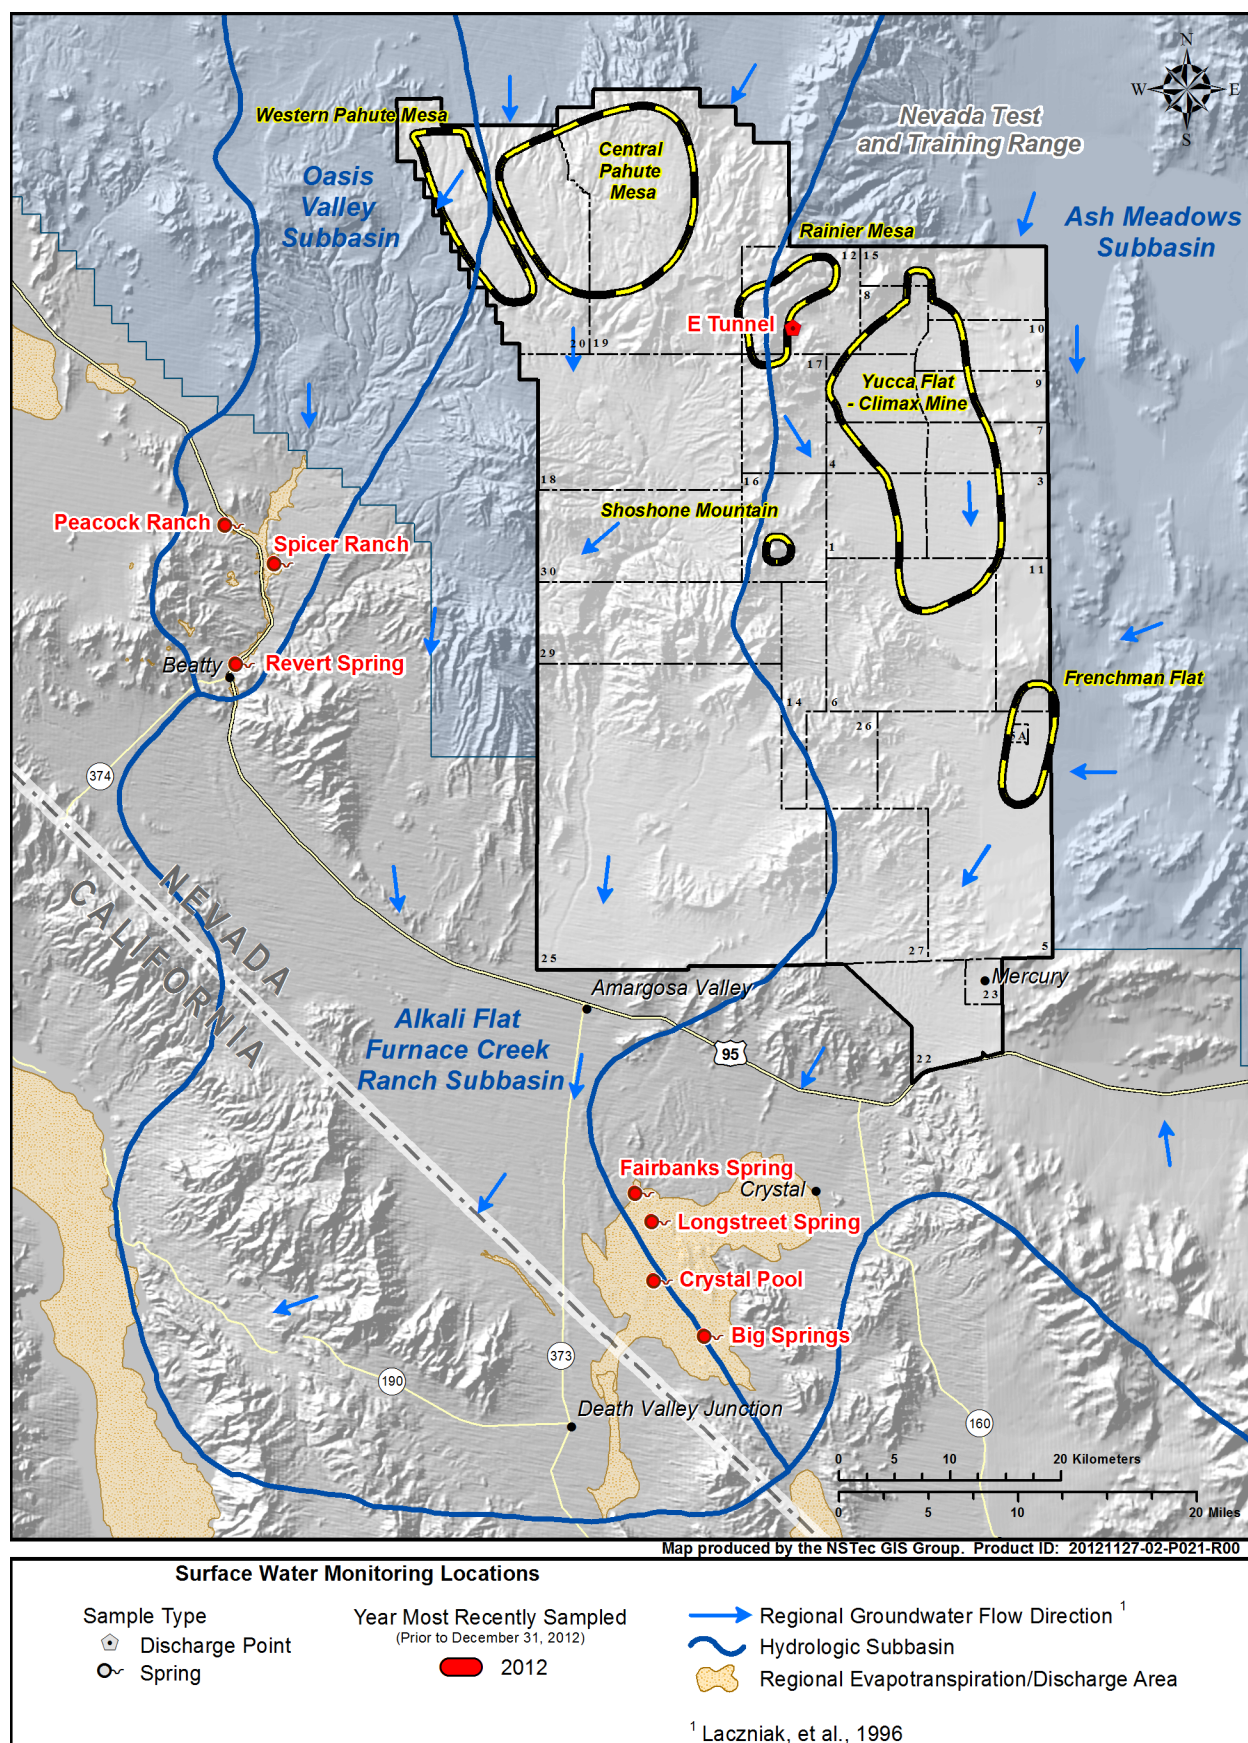 N
W
E
S
Western Pahute Mesa
Central
Pahute
Mesa
Nevada Test
and Training Range
Oasis
Valley
Subbasin
Ash Meadows
Subbasin
Rainier Mesa
12
15
8
E Tunnel
10
20
19
17
9
Yucca Flat
- Climax Mine
7
4
3
18
16
Shoshone Mountain
Peacock Ranch
Spicer Ranch
1
11
30
Revert Spring
Beatty
29
Frenchman Flat
14
6
26
5A
374
NEVADA
CALIFORNIA
25
27
5
Mercury
23
Amargosa Valley
Alkali Flat
Furnace Creek
Ranch Subbasin
95
22
Fairbanks Spring
Crystal
Longstreet Spring
Crystal Pool
Big Springs
373
190
Death Valley Junction
160
0
5
10
20 Kilometers
0
5
10
20 Miles
Map produced by the NSTec GIS Group. Product ID: 20121127-02-P021-R00
Surface Water Monitoring Locations
Sample Type
Discharge Point
Spring
Year Most Recently Sampled
(Prior to December 31, 2012)
2012
Regional Groundwater Flow Direction 1
Hydrologic Subbasin
Regional Evapotranspiration/Discharge Area
1 Laczniak, et al., 1996